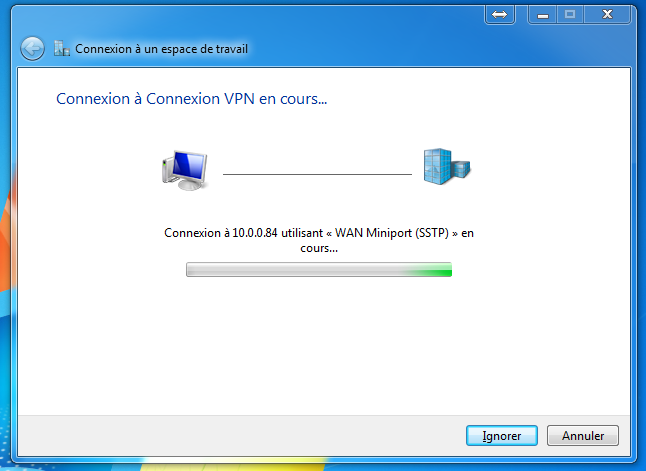 Connexion à un espace de travail
Connexion à Connexion VPN en cours...
Connexion à 10.0.0.84 utilisant « WAN Miniport (SSTP) » en
cours...
Ignorer
Annuler